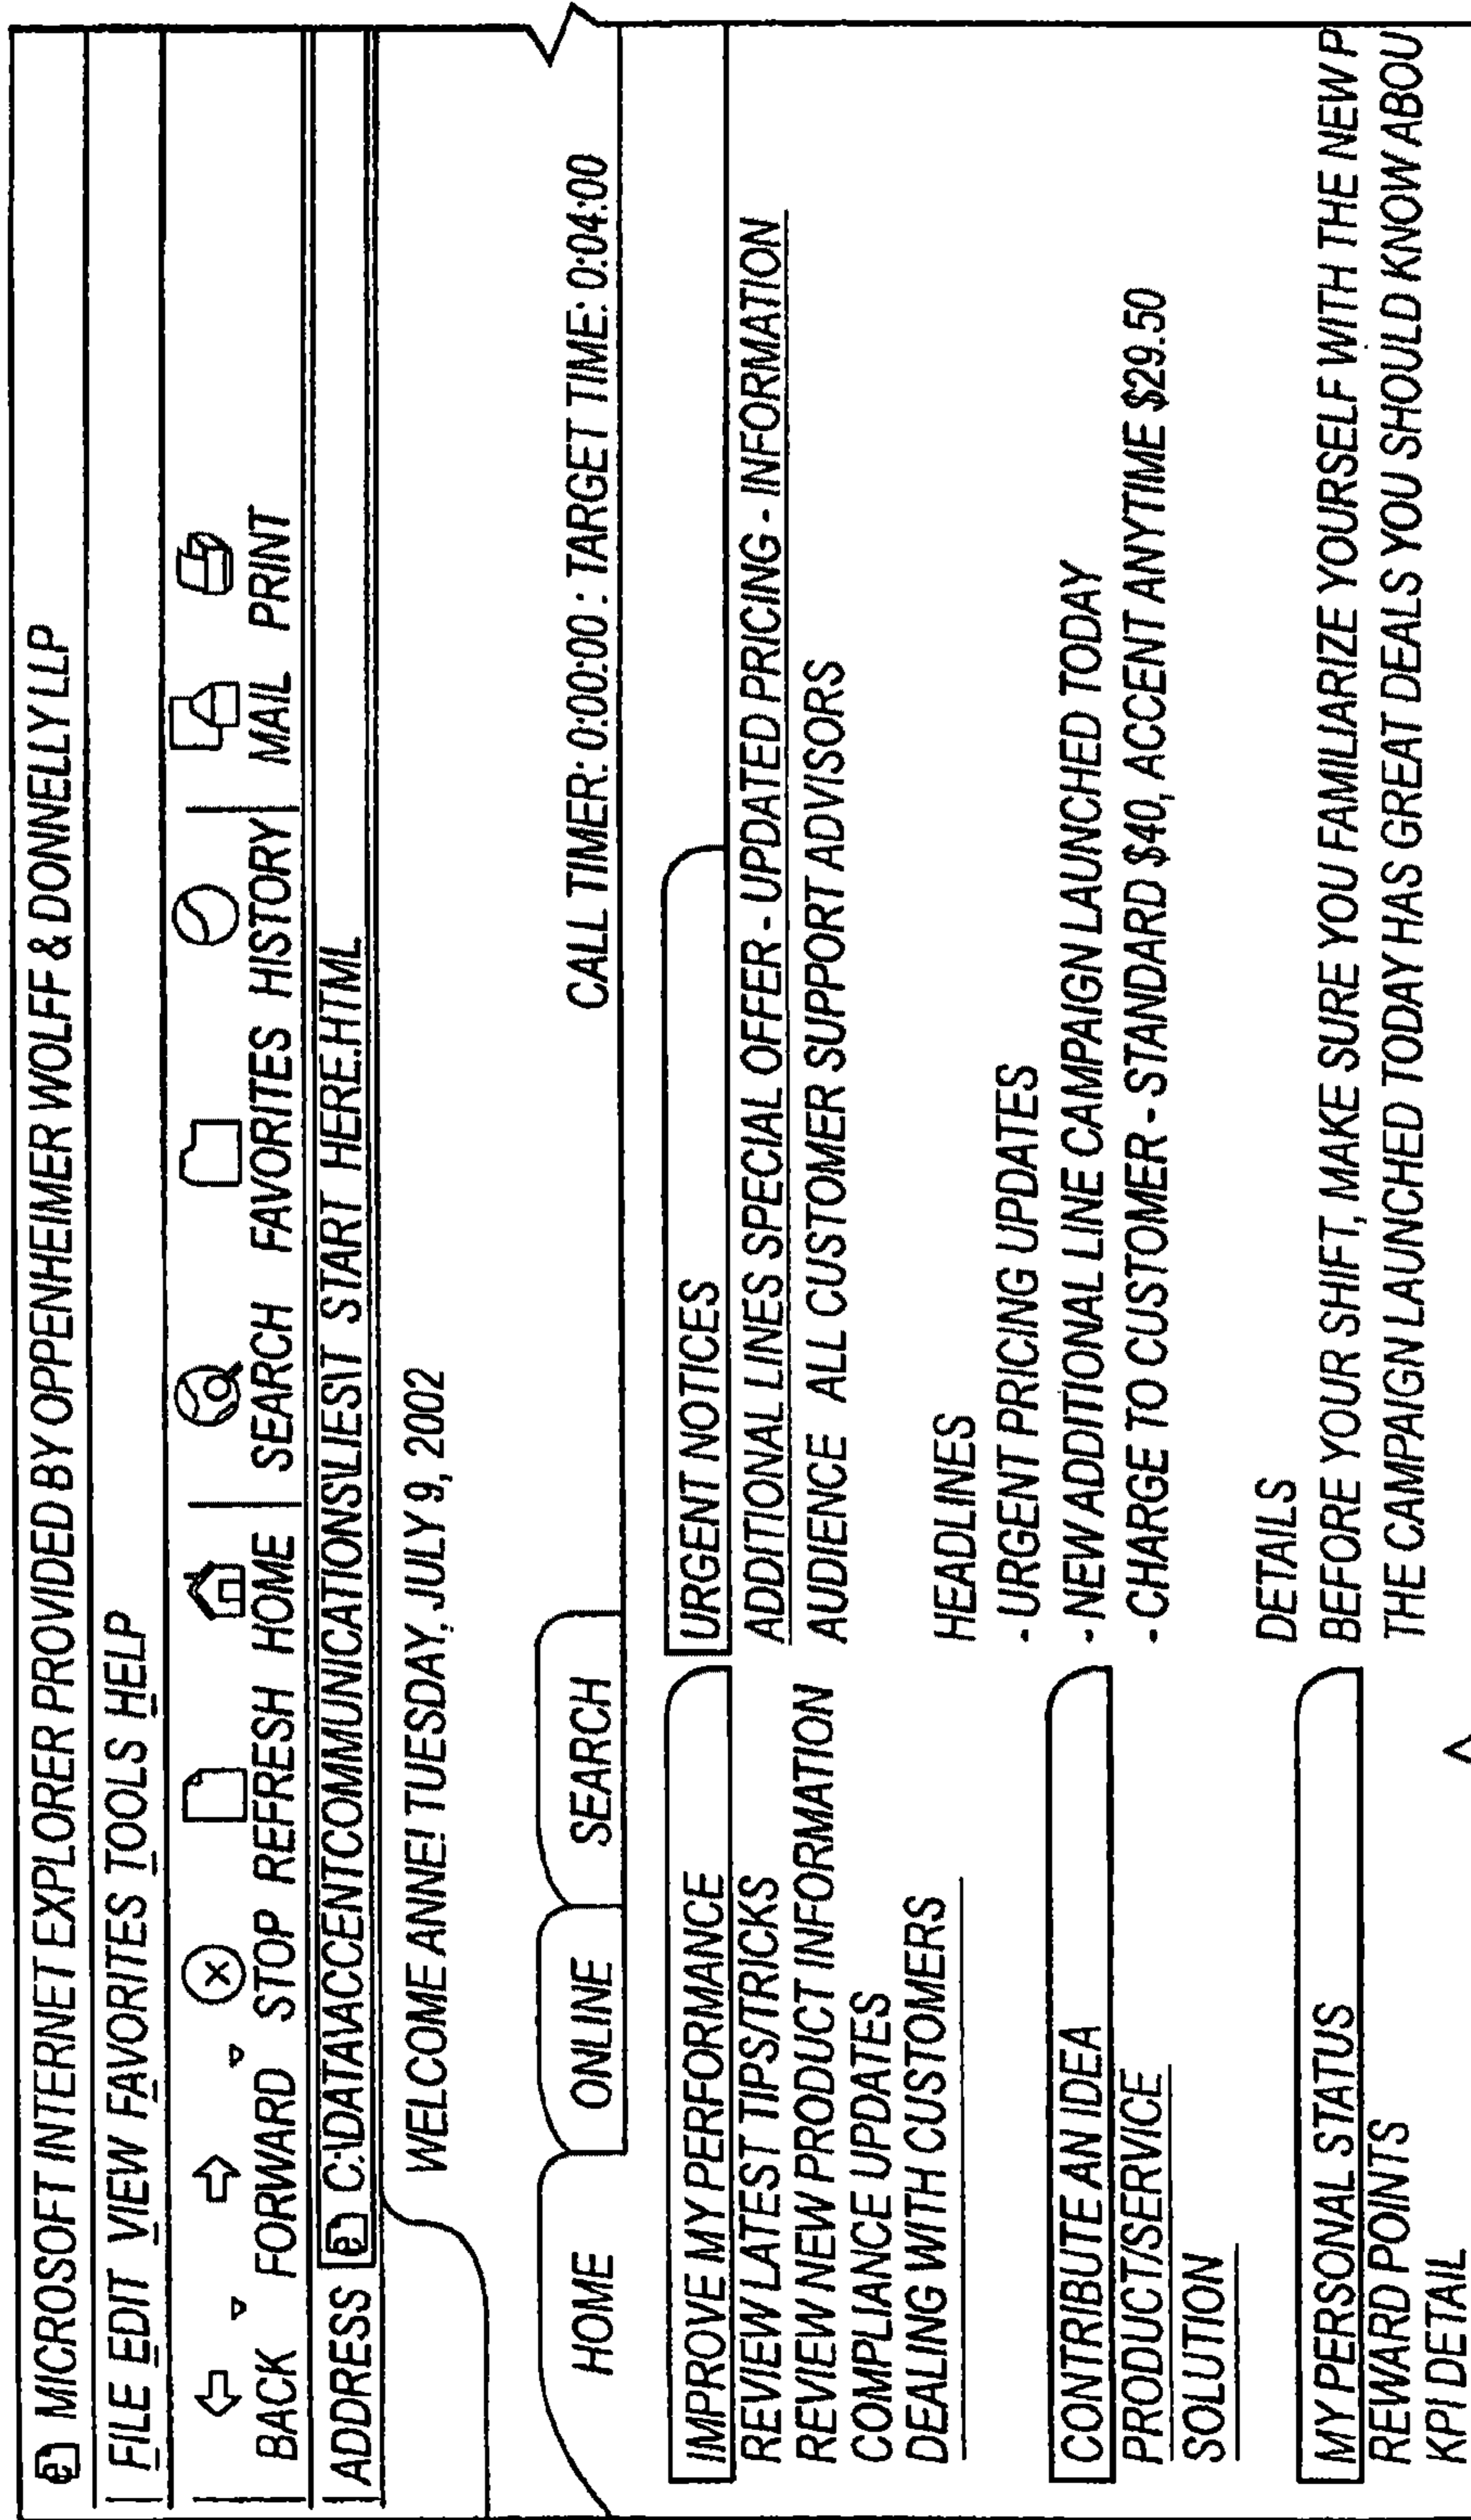 MICROSOFT INTERNET EXPLORER PROVIDED BY OPPENHEIMER WOLFF & DONNELLY LLP
FILE EDIT VIEW FAVORITES TOOLS HELP
BACK FORWARD STOP REFRESH HOME SEARCH FAVORITES HISTORY MAIL PRINT
ADDRESS C:\DATA\ACCENTCOMMUNICATIONS\LIES\T START HERE.HTML
WELCOME ANNE! TUESDAY, JULY 9, 2002
CALL TIMER: 0:00:00 : TARGET TIME: 0:04:00
HOME ONLINE SEARCH
IMPROVE MY PERFORMANCE
REVIEW LATEST TIPS/TRICKS
REVIEW NEW PRODUCT INFORMATION
COMPLIANCE UPDATES
DEALING WITH CUSTOMERS
CONTRIBUTE AN IDEA
PRODUCT/SERVICE
SOLUTION
MY PERSONAL STATUS
REWARD POINTS
KPI DETAIL
URGENT NOTICES
ADDITIONAL LINES SPECIAL OFFER - UPDATED PRICING - INFORMATION
AUDIENCE ALL CUSTOMER SUPPORT ADVISORS
HEADLINES
- URGENT PRICING UPDATES
- NEW ADDITIONAL LINE CAMPAIGN LAUNCHED TODAY
- CHARGE TO CUSTOMER - STANDARD $40, ACCENT ANYTIME $29.50
DETAILS
BEFORE YOUR SHIFT, MAKE SURE YOU FAMILIARIZE YOURSELF WITH THE NEW P
THE CAMPAIGN LAUNCHED TODAY HAS GREAT DEALS YOU SHOULD KNOW ABOU